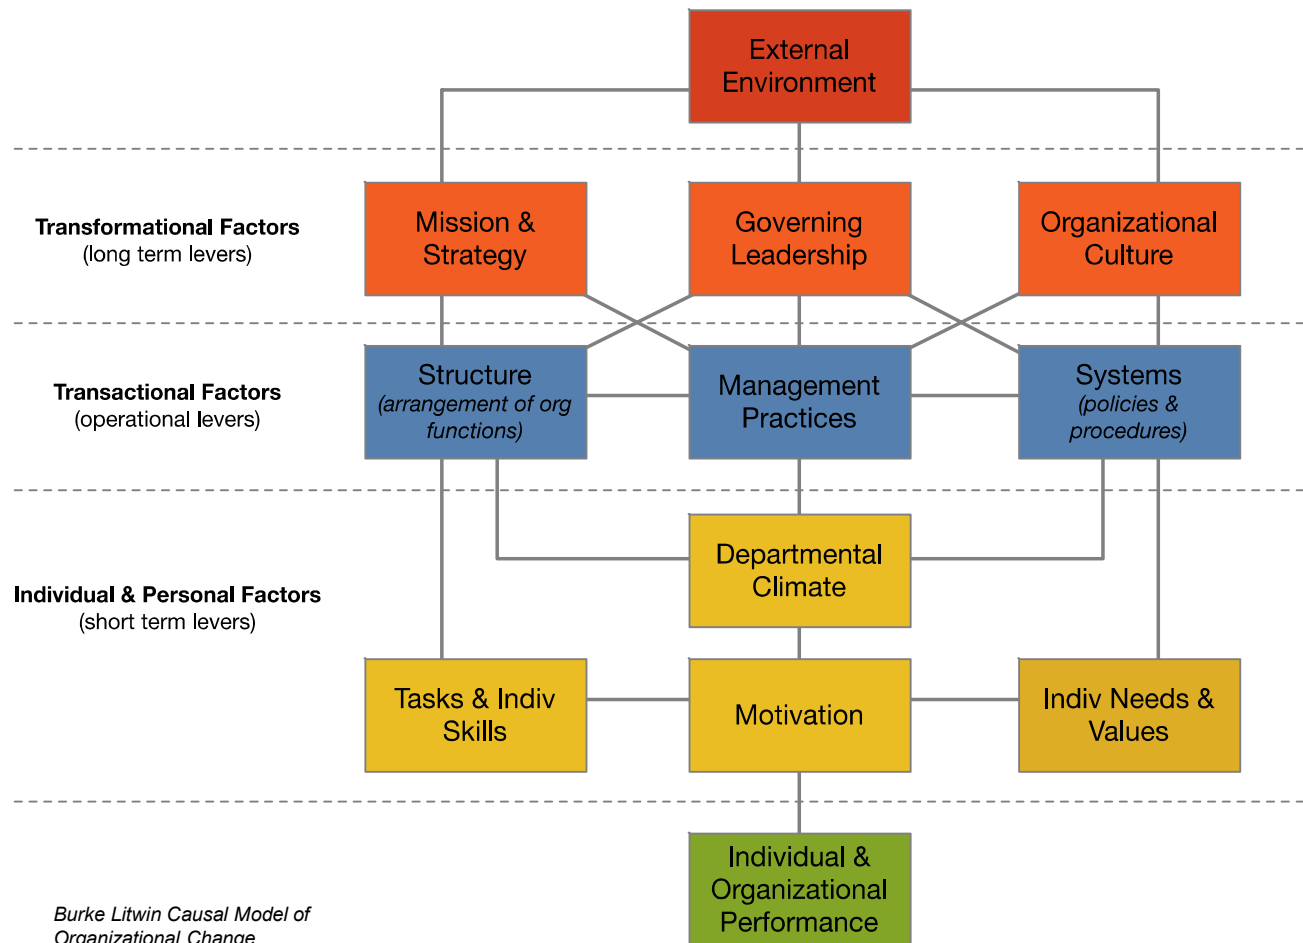 External
Environment
Transformational Factors
(long term levers)
Mission &
Strategy
Governing
Leadership
Organizational
Culture
Transactional Factors
(operational levers)
Structure
(arrangement of org
functions)
Management
Practices
Systems
(policies &
procedures)
Individual & Personal Factors
(short term levers)
Departmental
Climate
Tasks & Indiv
Skills
Motivation
Indiv Needs &
Values
Individual &
Organizational
Performance
Burke Litwin Causal Model of
Organizational Change